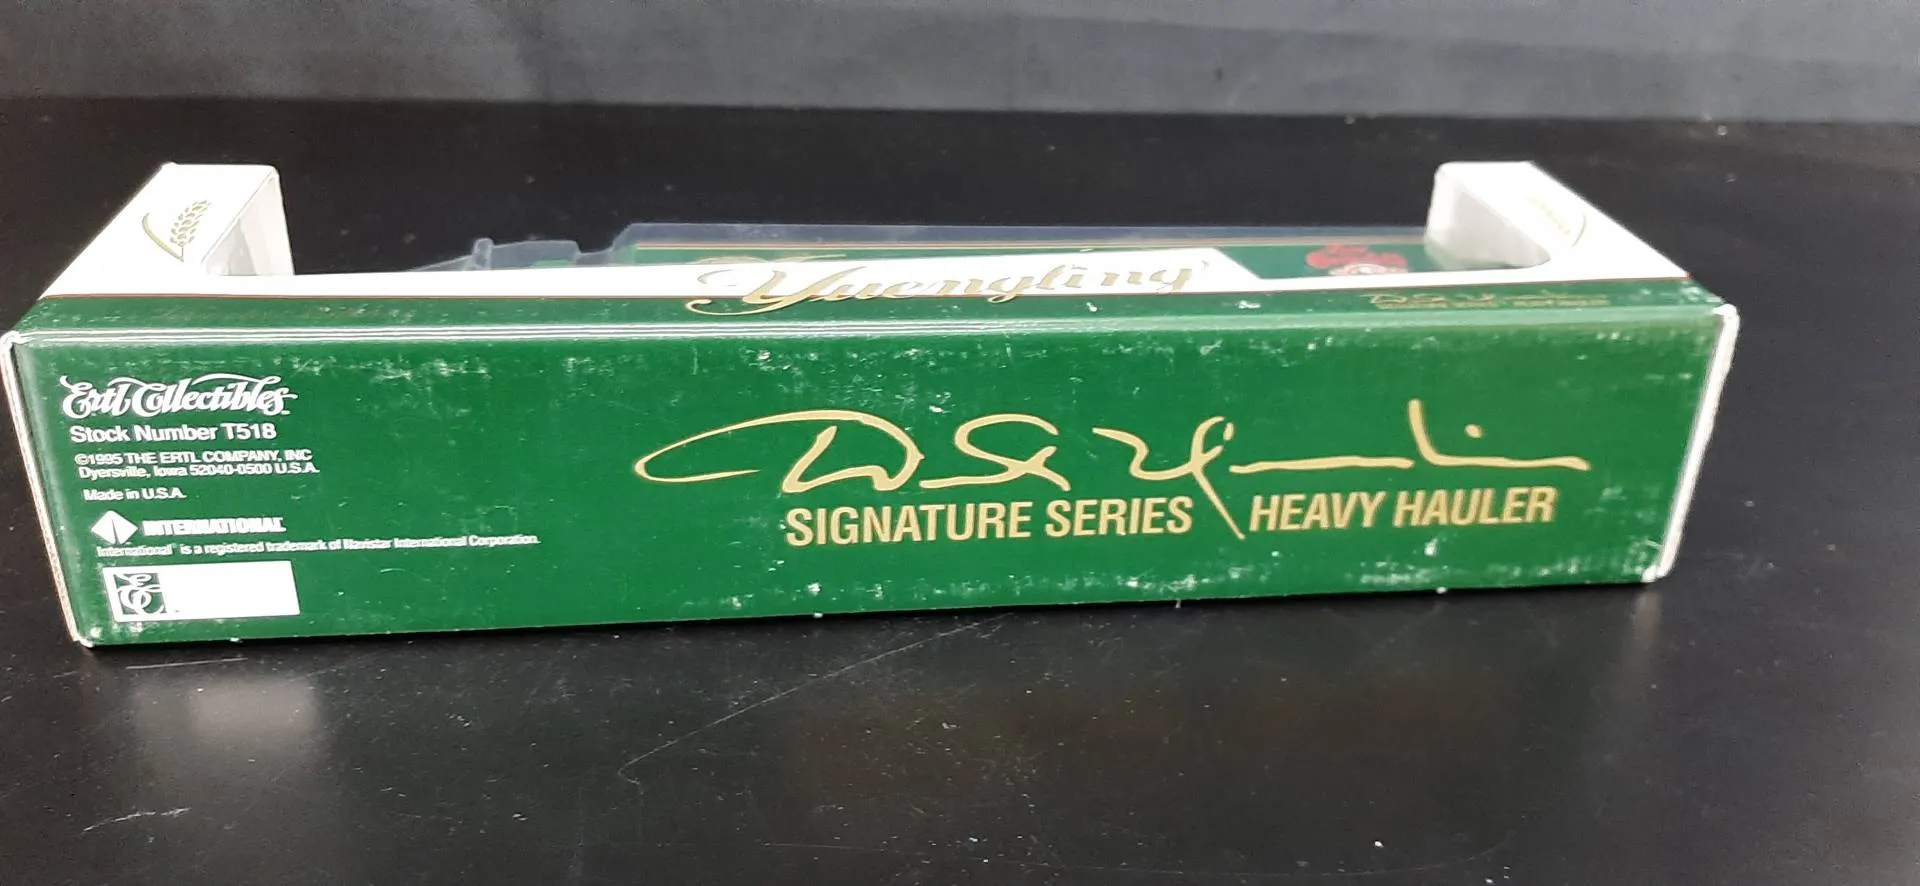 Yuengling
Ertl Collectibles
Stock Number T518
©1995 THE ERTL COMPANY, INC
Dyersville, Iowa 52040-0500 U.S.A.
Made in U.S.A.
INTERNATIONAL
International® is a registered trademark of Navistar International Corporation.
EC
SIGNATURE SERIES HEAVY HAULER